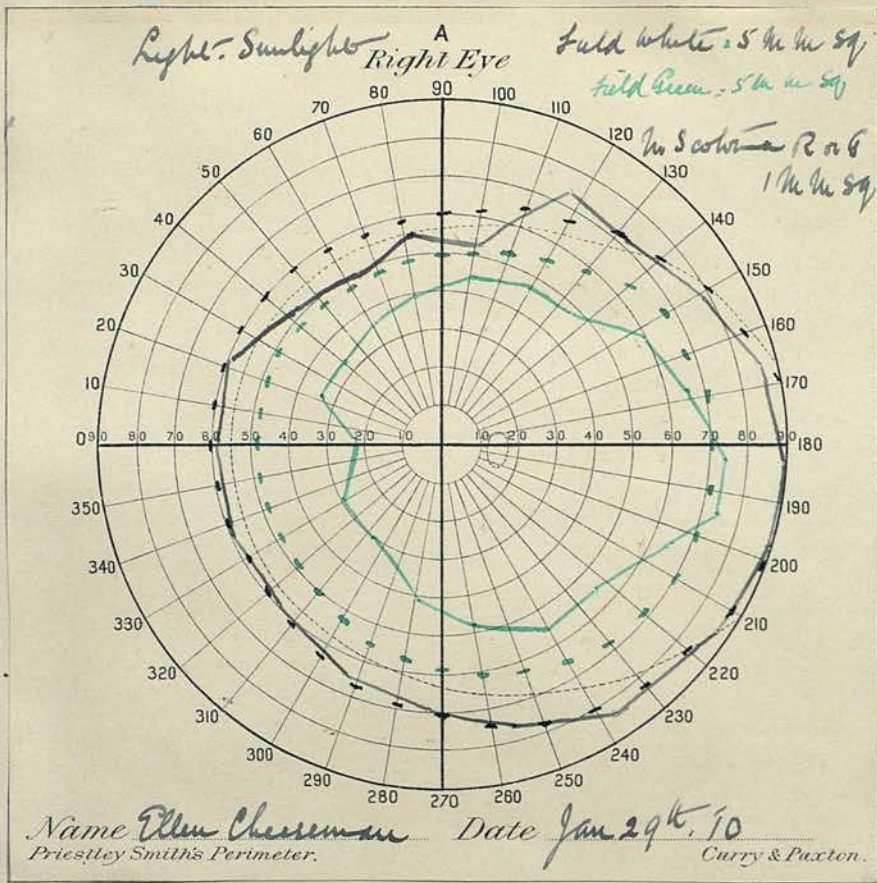 A
Light. Sunlight
Right Eye
Field White = 5 M M Sq
Field Green = 5 M M Sq
No Scotoma R or G
1 M M Sq
90
80 100
70 110
60 120
50 130
40 140
30 150
20 160
10 170
0 90 80 70 60 50 40 30 20 10 10 20 30 40 50 60 70 80 90 180
350 190
340 200
330 210
320 220
310 230
300 240
290 250
280 260
270
Name Ellen Cheeseman Date Jan 29th. 10
Priestley Smith's Perimeter. Curry & Paxton.